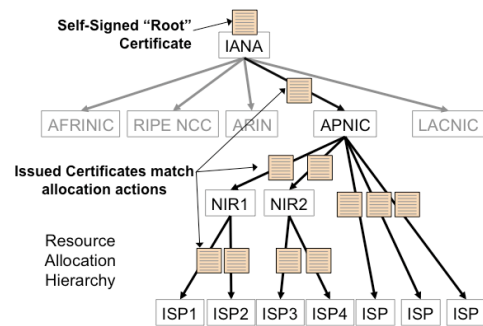 Self-Signed “Root”
Certificate
IANA
AFRINIC
RIPE NCC
ARIN
APNIC
LACNIC
Issued Certificates match
allocation actions
NIR1
NIR2
Resource
Allocation
Hierarchy
ISP1
ISP2
ISP3
ISP4
ISP
ISP
ISP